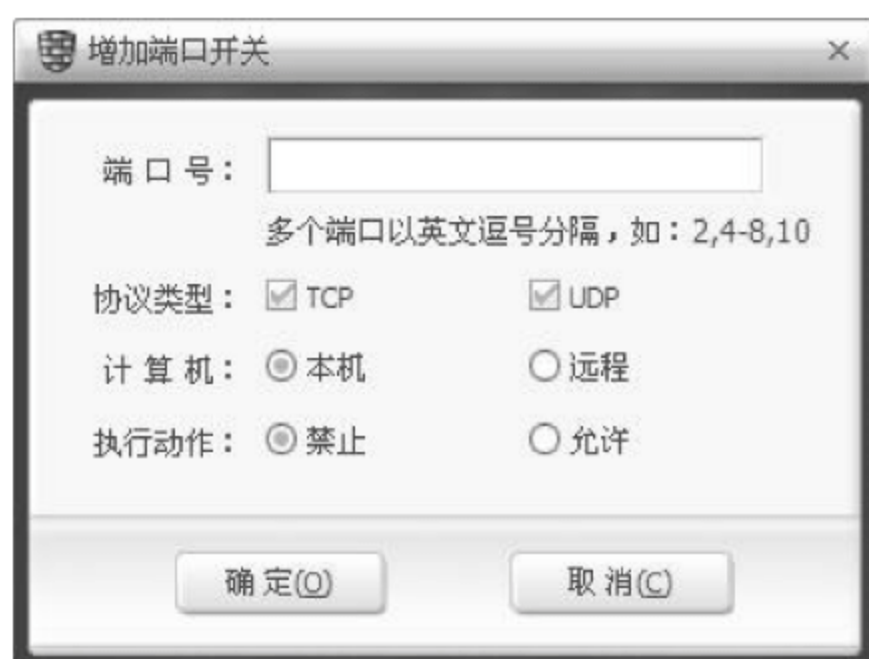 增加端口开关
端 口 号：
多个端口以英文逗号分隔，如：2,4-8,10
协议类型： TCP UDP
计 算 机： 本机 远程
执行动作： 禁止 允许
确 定(O) 取 消(C)